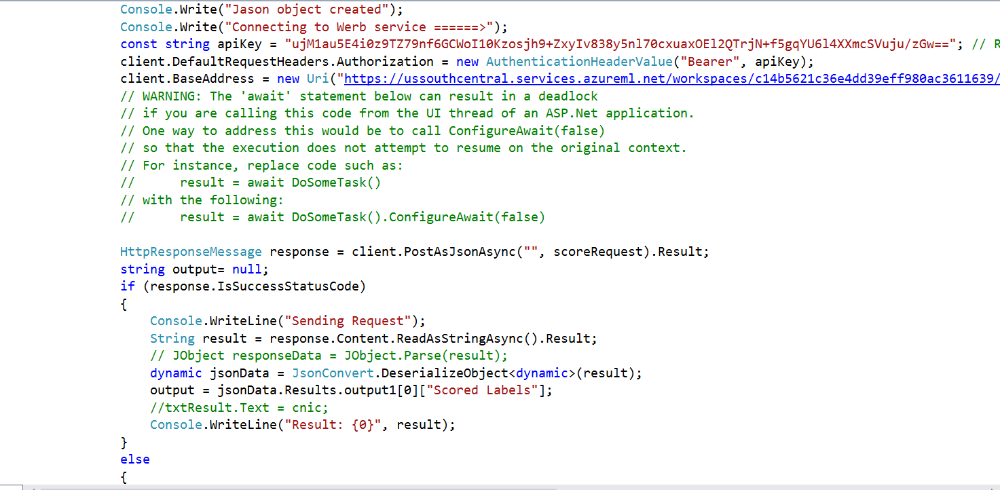 Console.Write("Jason object created");
Console.Write("Connecting to Werb service ======>");
const string apiKey = "ujM1au5E4i0z9TZ79nf6GCWoI10Kzosjh9+ZxyIv838y5nl70cxuaxOEl2QTrjN+f5gqYU6l4XXmcSVuju/zGw=="; // R
client.DefaultRequestHeaders.Authorization = new AuthenticationHeaderValue("Bearer", apiKey);
client.BaseAddress = new Uri("https://ussouthcentral.services.azureml.net/workspaces/c14b5621c36e4dd39eff980ac3611639/
// WARNING: The 'await' statement below can result in a deadlock
// if you are calling this code from the UI thread of an ASP.Net application.
// One way to address this would be to call ConfigureAwait(false)
// so that the execution does not attempt to resume on the original context.
// For instance, replace code such as:
//      result = await DoSomeTask()
// with the following:
//      result = await DoSomeTask().ConfigureAwait(false)
HttpResponseMessage response = client.PostAsJsonAsync("", scoreRequest).Result;
string output= null;
if (response.IsSuccessStatusCode)
{
    Console.WriteLine("Sending Request");
    String result = response.Content.ReadAsStringAsync().Result;
    // JObject responseData = JObject.Parse(result);
    dynamic jsonData = JsonConvert.DeserializeObject<dynamic>(result);
    output = jsonData.Results.output1[0]["Scored Labels"];
    //txtResult.Text = cnic;
    Console.WriteLine("Result: {0}", result);
}
else
{